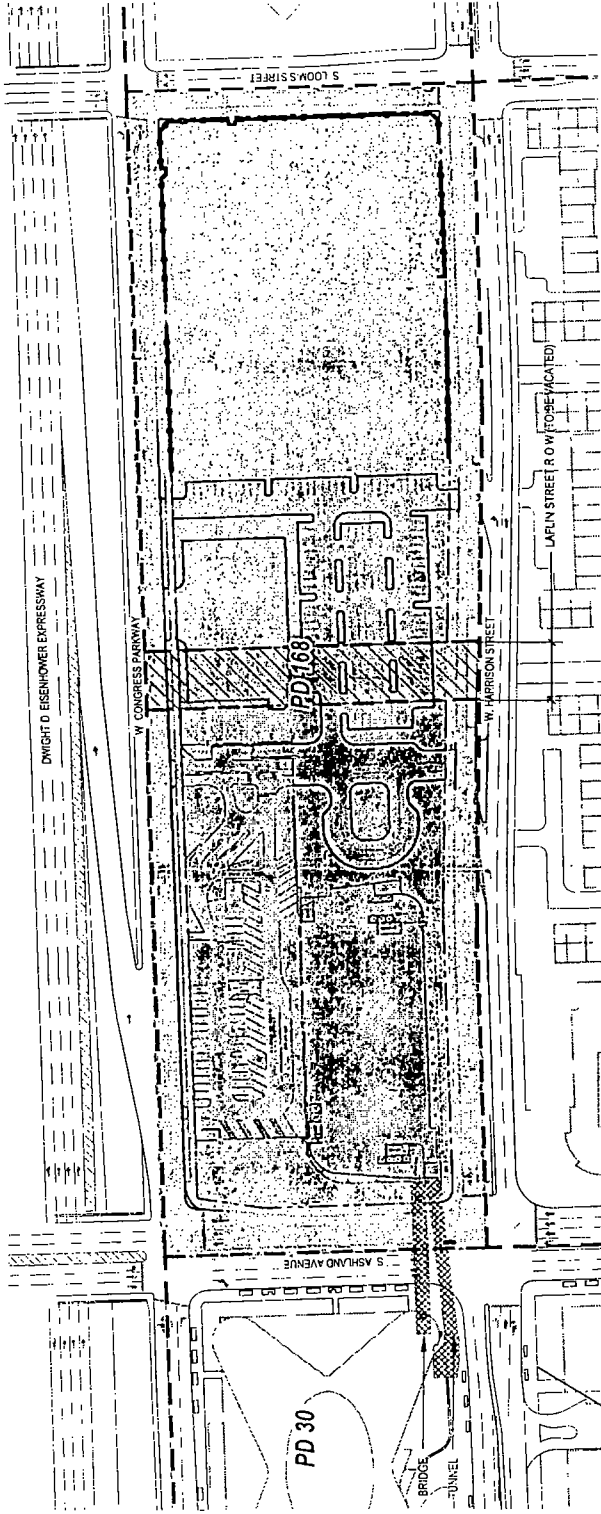 S. LOOMIS STREET
DWIGHT D EISENHOWER EXPRESSWAY
W CONGRESS PARKWAY
PD 168
W. HARRISON STREET
LAFLIN STREET R O W (TO BE VACATED)
S ASHLAND AVENUE
PD 30
BRIDGE
TUNNEL